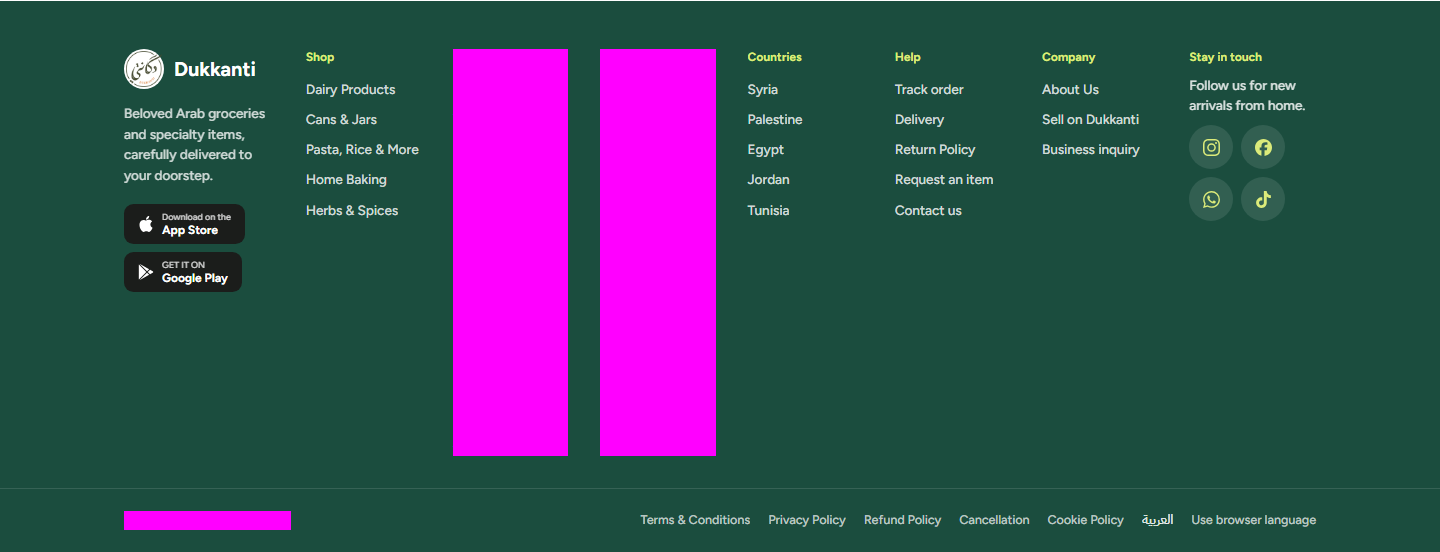 دكانتي
Dukkanti
Beloved Arab groceries
and specialty items,
carefully delivered to
your doorstep.
Download on the
App Store
GET IT ON
Google Play
Shop
Dairy Products
Cans & Jars
Pasta, Rice & More
Home Baking
Herbs & Spices
Countries
Syria
Palestine
Egypt
Jordan
Tunisia
Help
Track order
Delivery
Return Policy
Request an item
Contact us
Company
About Us
Sell on Dukkanti
Business inquiry
Stay in touch
Follow us for new
arrivals from home.
Terms & Conditions Privacy Policy Refund Policy Cancellation Cookie Policy العربية Use browser language